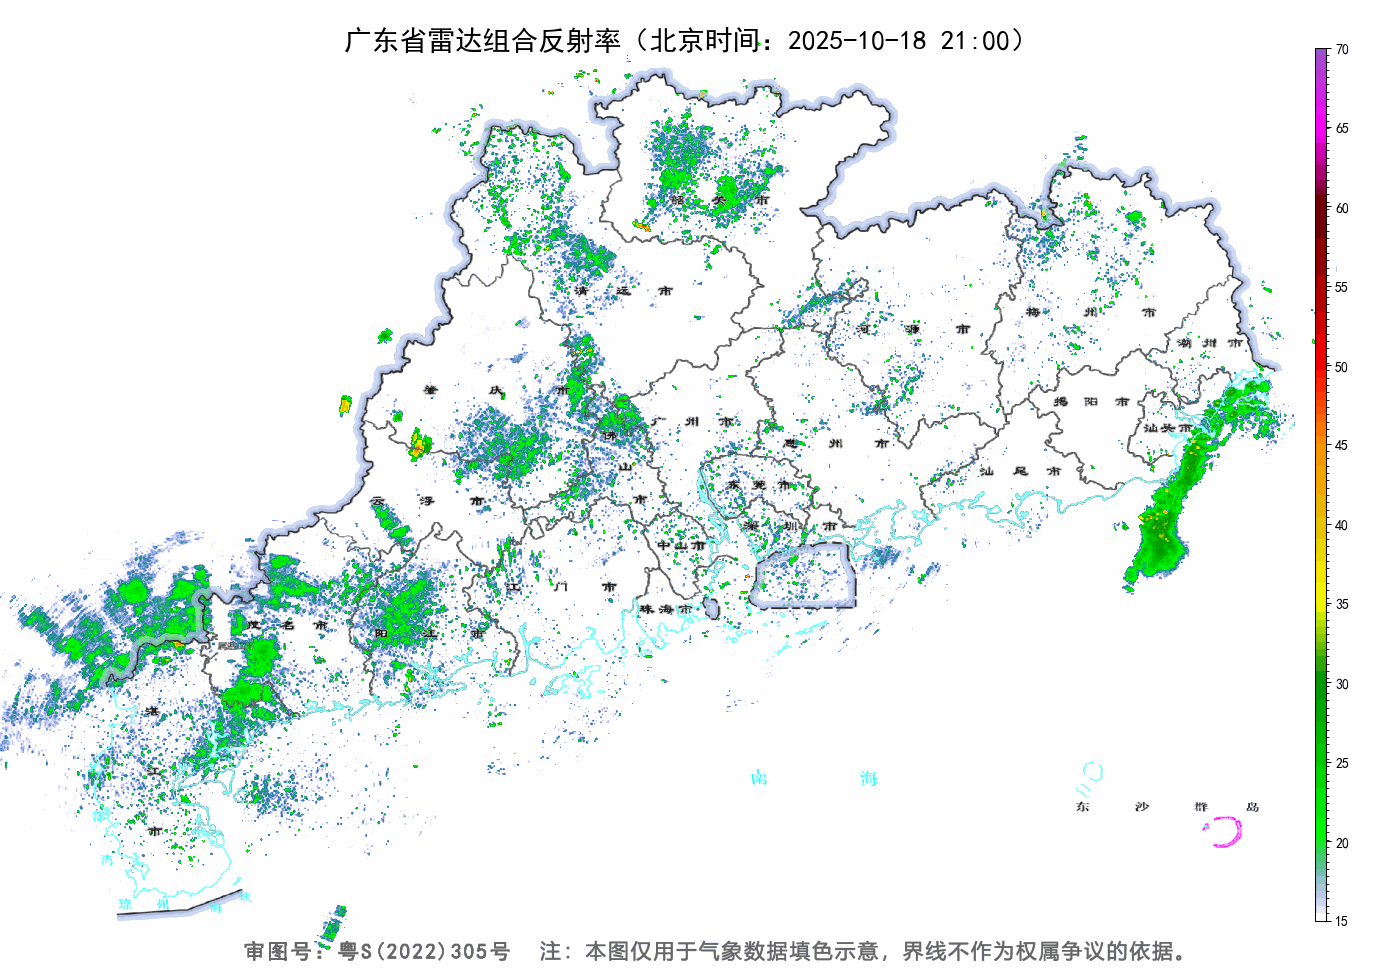 广东省雷达组合反射率（北京时间：2025-10-18 21:00）
70
65
60
55
50
45
40
35
30
25
20
15
韶关市
清远市
河源市
梅州市
潮州市
肇庆市
揭阳市
汕头市
佛山市
广州市
惠州市
汕尾市
云浮市
东莞市
深圳市
中山市
江门市
珠海市
茂名市
阳江市
湛江市
南海
东沙群岛
湾
琼州海峡
审图号：粤S(2022)305号 注：本图仅用于气象数据填色示意，界线不作为权属争议的依据。